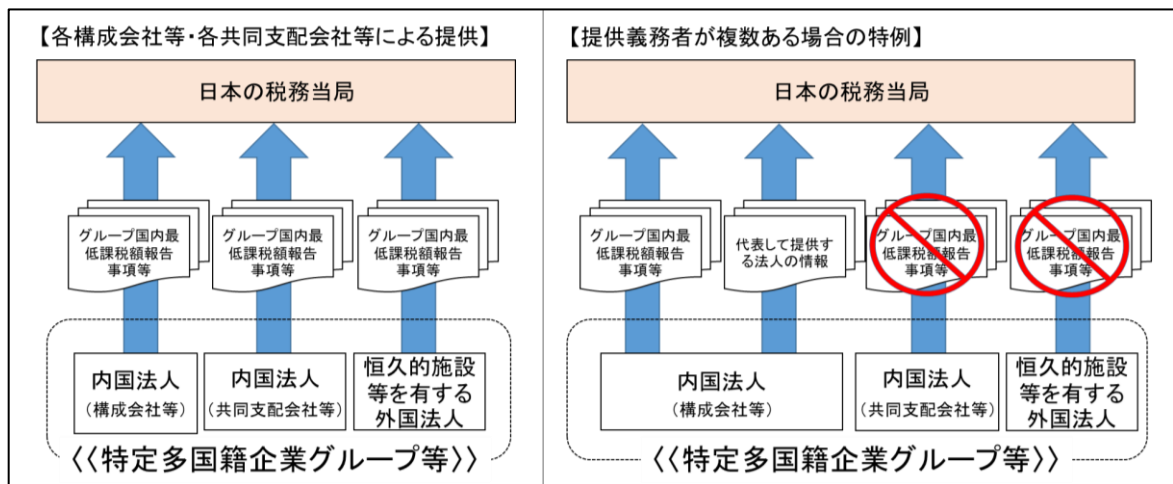 【各構成会社等・各共同支配会社等による提供】
日本の税務当局
グループ国内最
低課税額報告
事項等
グループ国内最
低課税額報告
事項等
グループ国内最
低課税額報告
事項等
内国法人
（構成会社等）
内国法人
（共同支配会社等）
恒久的施設
等を有する
外国法人
〈〈特定多国籍企業グループ等〉〉
【提供義務者が複数ある場合の特例】
日本の税務当局
グループ国内最
低課税額報告
事項等
代表して提供す
る法人の情報
グループ国内最
低課税額報告
事項等
グループ国内最
低課税額報告
事項等
内国法人
（構成会社等）
内国法人
（共同支配会社等）
恒久的施設
等を有する
外国法人
〈〈特定多国籍企業グループ等〉〉